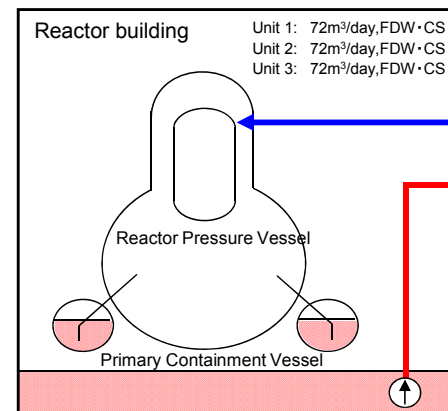 Reactor building
Unit 1: 72m³/day,FDW・CS
Unit 2: 72m³/day,FDW・CS
Unit 3: 72m³/day,FDW・CS
Reactor Pressure Vessel
Primary Containment Vessel